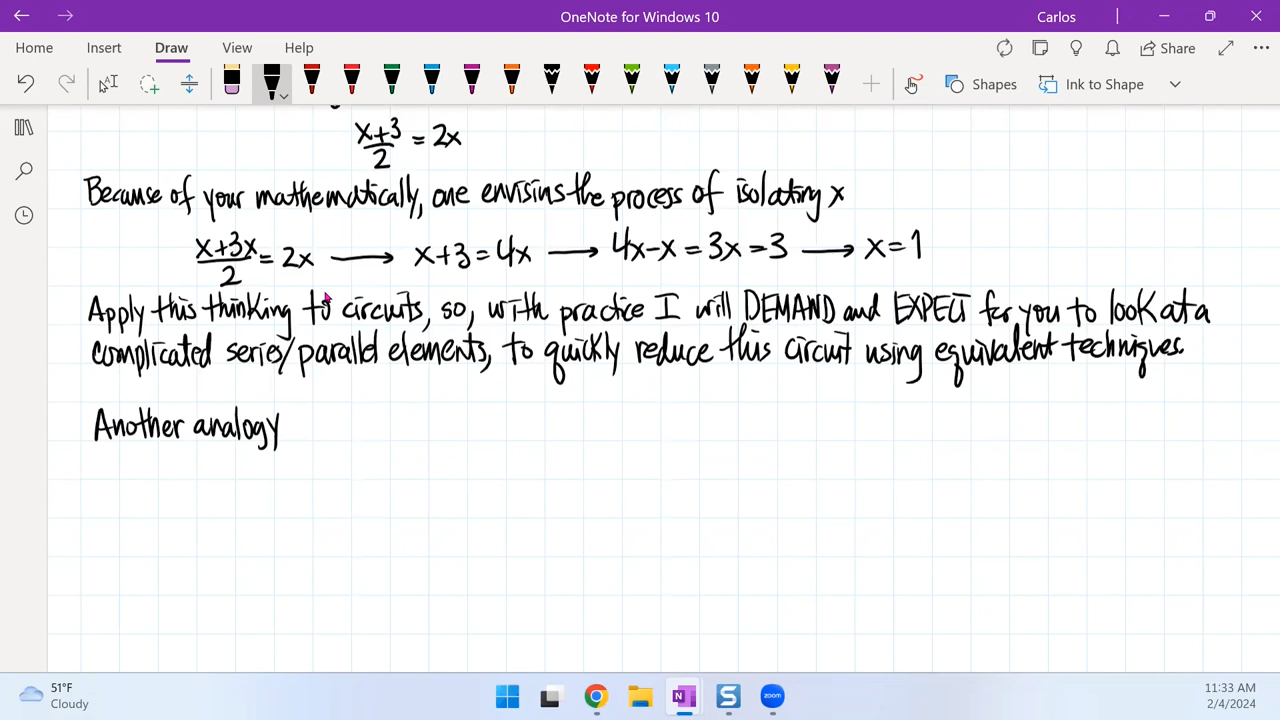 OneNote for Windows 10
Carlos
Home Insert Draw View Help
Share
Shapes Ink to Shape
x+3/2 = 2x
Because of your mathematically, one envisins the process of isolating x
x+3x/2 = 2x → x+3 = 4x → 4x-x = 3x = 3 → x = 1
Apply this thinking to circuits, so, with practice I will DEMAND and EXPECT for you to look at a
complicated series/parallel elements, to quickly reduce this circuit using equivalent techniques.
Another analogy
51°F
Cloudy
zoom
11:33 AM
2/4/2024